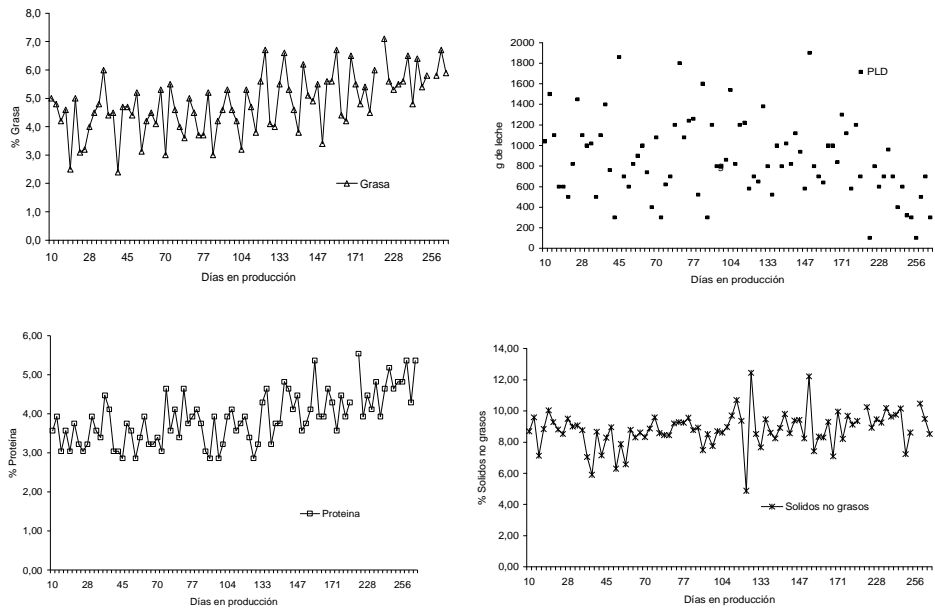 8,0
7,0
6,0
5,0
4,0
3,0
2,0
1,0
0,0
% Grasa
Grasa
10 28 45 70 77 104 133 147 171 228 256
Días en producción
2000
1800
1600
1400
1200
1000
800
600
400
200
0
g de leche
PLD
10 28 45 70 77 104 133 147 171 228 256
Días en producción
6,00
5,00
4,00
3,00
2,00
1,00
0,00
% Proteina
Proteina
10 28 45 70 77 104 133 147 171 228 256
Días en producción
14,00
12,00
10,00
8,00
6,00
4,00
2,00
0,00
% Solidos no grasos
Solidos no grasos
10 28 45 70 77 104 133 147 171 228 256
Días en producción